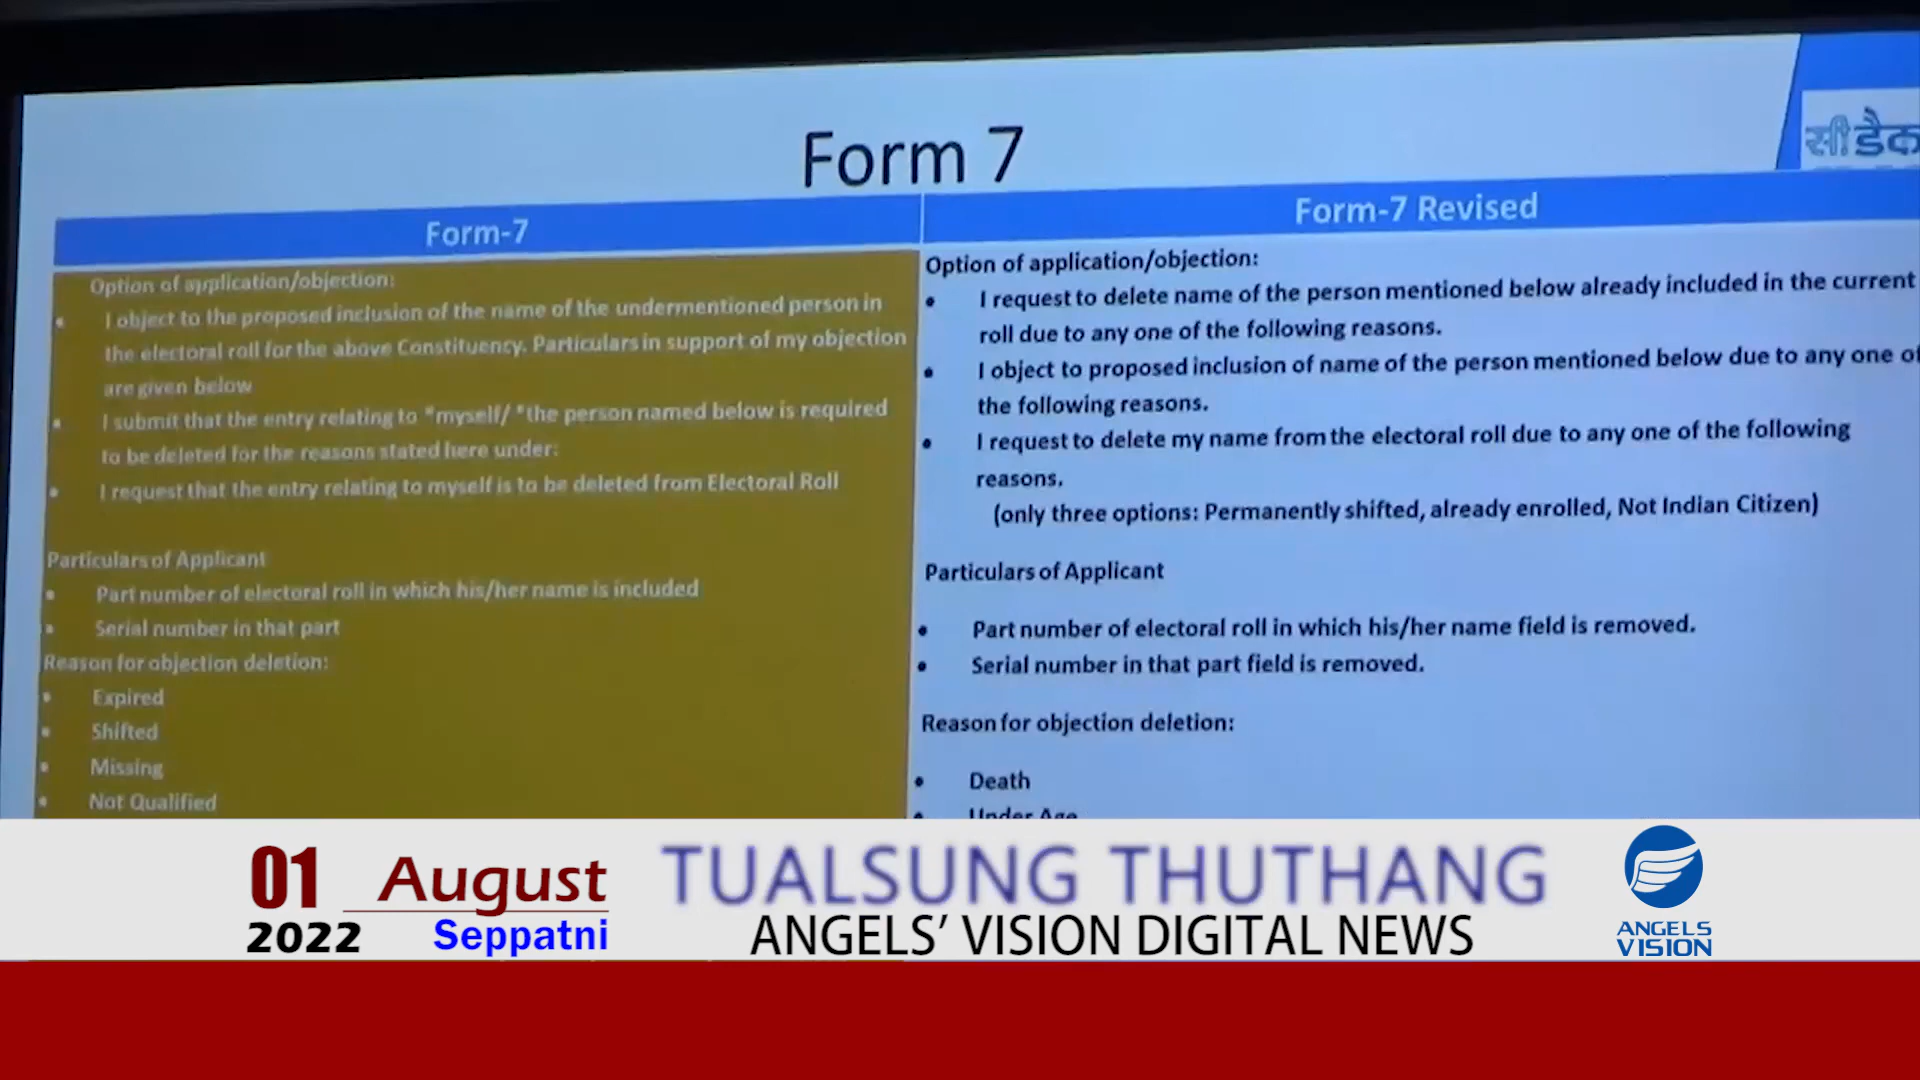 Form 7
सीडैक
Form-7
Option of application/objection:
• I object to the proposed inclusion of the name of the undermentioned person in
the electoral roll for the above Constituency. Particulars in support of my objection
are given below
• I submit that the entry relating to *myself/ *the person named below is required
to be deleted for the reasons stated here under:
• I request that the entry relating to myself is to be deleted from Electoral Roll
Particulars of Applicant
• Part number of electoral roll in which his/her name is included
• Serial number in that part
Reason for objection deletion:
• Expired
• Shifted
• Missing
• Not Qualified
Form-7 Revised
Option of application/objection:
• I request to delete name of the person mentioned below already included in the current
roll due to any one of the following reasons.
• I object to proposed inclusion of name of the person mentioned below due to any one of
the following reasons.
• I request to delete my name from the electoral roll due to any one of the following
reasons.
(only three options: Permanently shifted, already enrolled, Not Indian Citizen)
Particulars of Applicant
• Part number of electoral roll in which his/her name field is removed.
• Serial number in that part field is removed.
Reason for objection deletion:
• Death
• Under Age
01 August
2022 Seppatni
TUALSUNG THUTHANG
ANGELS' VISION DIGITAL NEWS
ANGELS
VISION